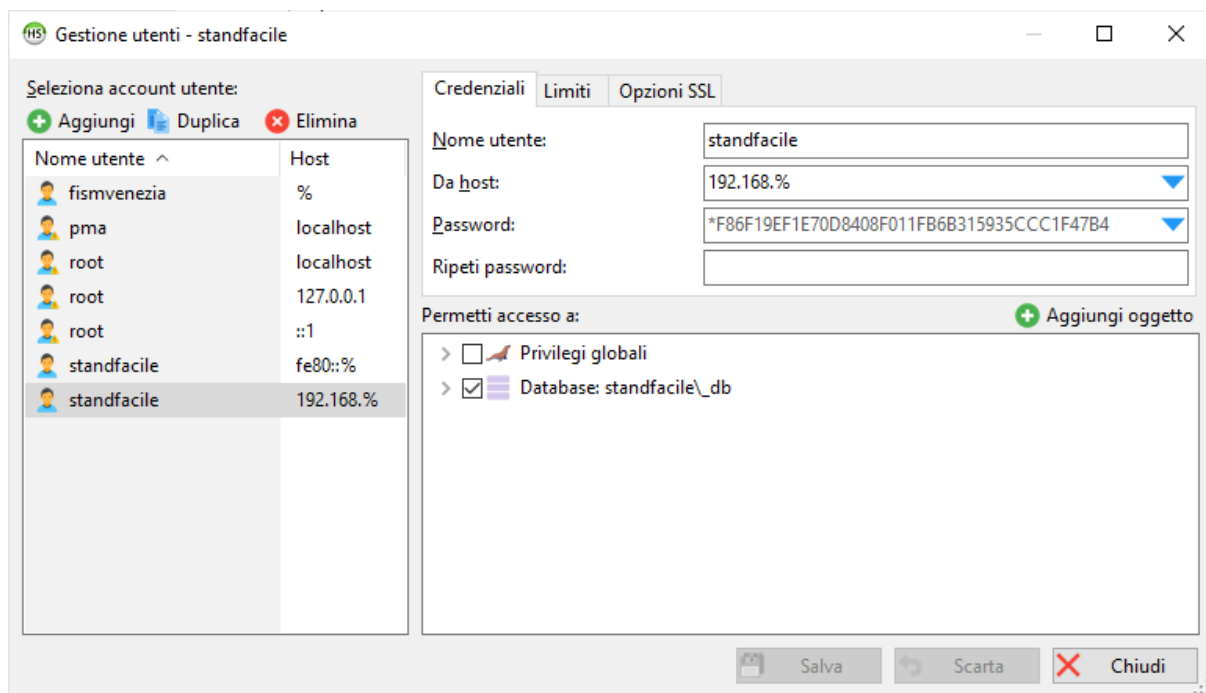 HS Gestione utenti - standfacile
Seleziona account utente:
Aggiungi Duplica Elimina
Nome utente Host
fismvenezia %
pma localhost
root localhost
root 127.0.0.1
root ::1
standfacile fe80::%
standfacile 192.168.%
Credenziali Limiti Opzioni SSL
Nome utente: standfacile
Da host: 192.168.%
Password: *F86F19EF1E70D8408F011FB6B315935CCC1F47B4
Ripeti password:
Permetti accesso a: Aggiungi oggetto
Privilegi globali
Database: standfacile\_db
Salva Scarta Chiudi